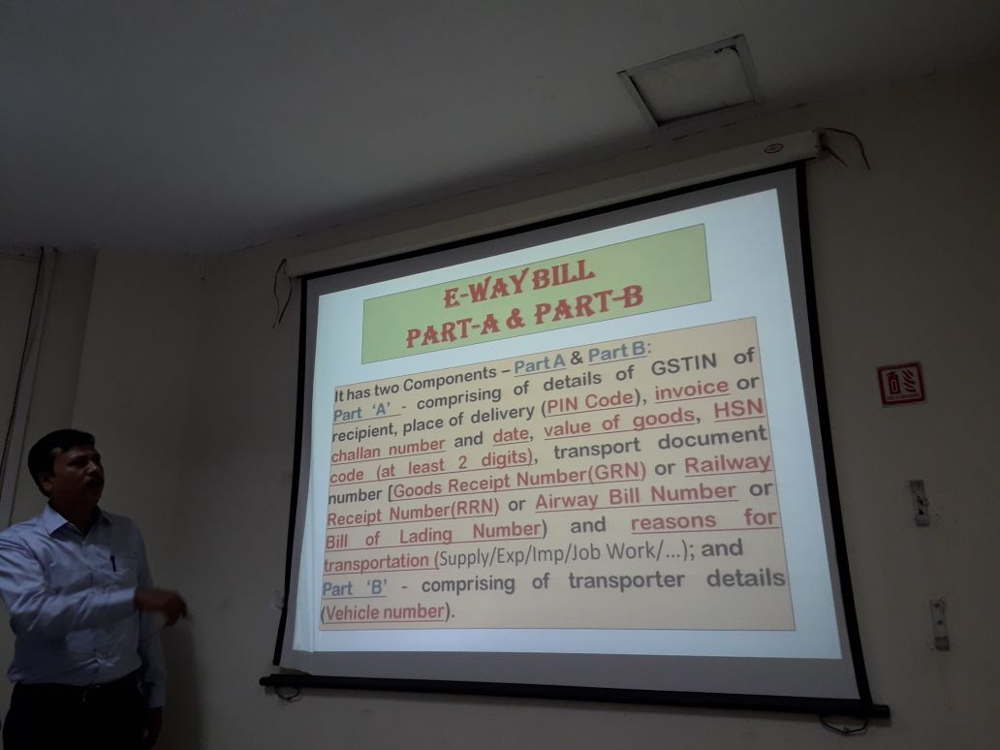 E-WAY BILL
PART-A & PART-B
It has two Components – Part A & Part B:
Part ‘A’ - comprising of details of GSTIN of
recipient, place of delivery (PIN Code), invoice or
challan number and date, value of goods, HSN
code (at least 2 digits), transport document
number [Goods Receipt Number(GRN) or Railway
Receipt Number(RRN) or Airway Bill Number or
Bill of Lading Number) and reasons for
transportation (Supply/Exp/Imp/Job Work/...); and
Part ‘B’ - comprising of transporter details
(Vehicle number).